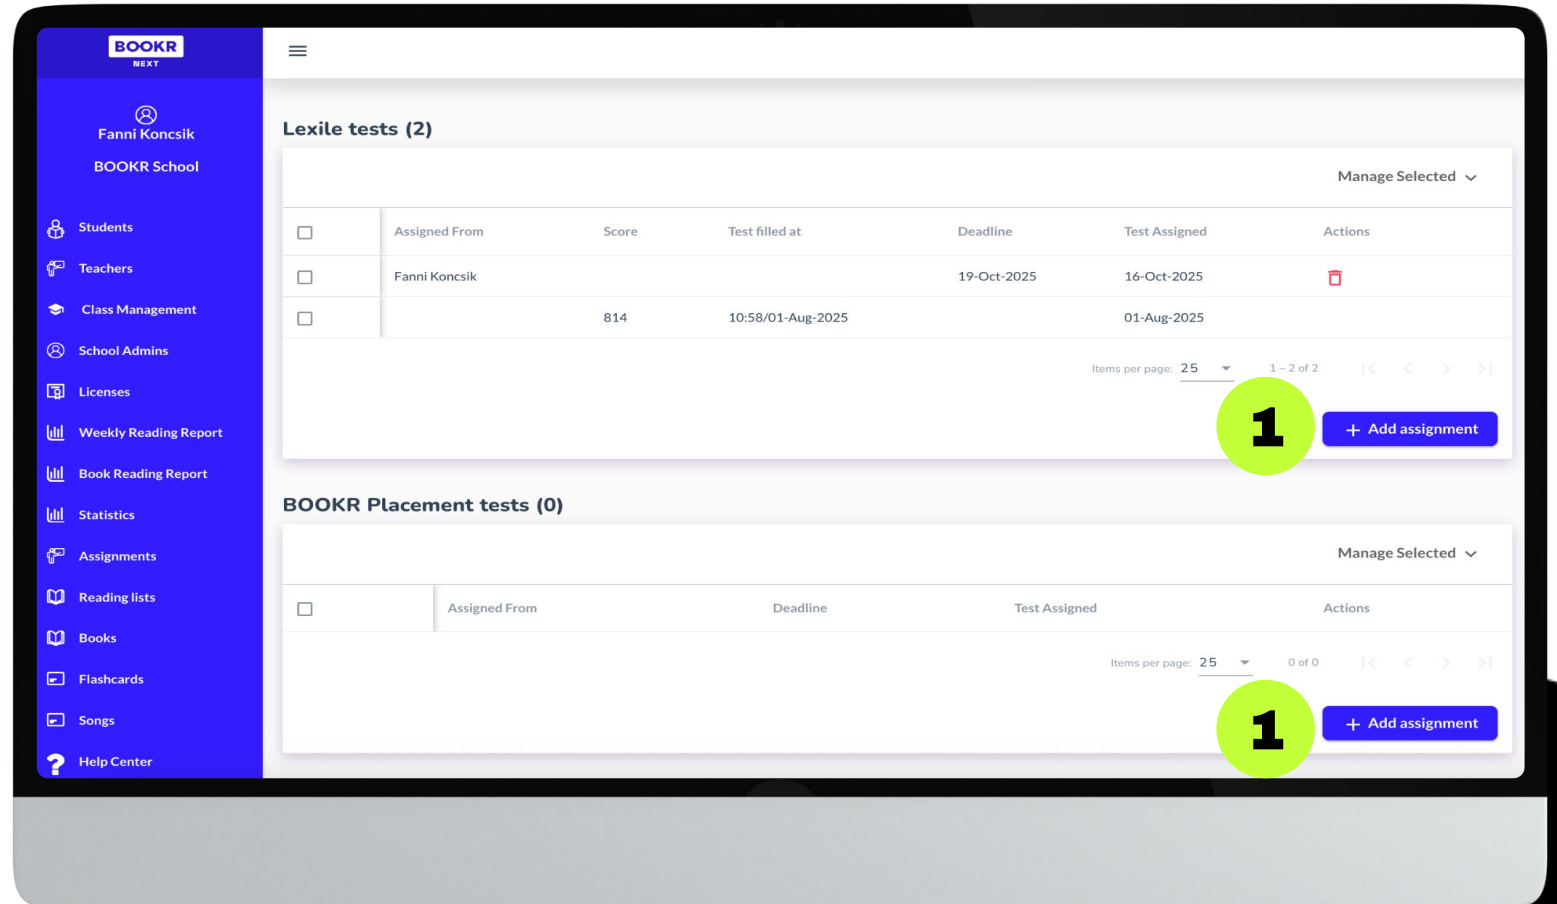 BOOKR
NEXT
Fanni Koncsik
BOOKR School
Students
Teachers
Class Management
School Admins
Licenses
Weekly Reading Report
Book Reading Report
Statistics
Assignments
Reading lists
Books
Flashcards
Songs
Help Center
Lexile tests (2)
Manage Selected
Assigned From Score Test filled at Deadline Test Assigned Actions
Fanni Koncsik 19-Oct-2025 16-Oct-2025
814 10:58/01-Aug-2025 01-Aug-2025
Items per page: 25 1 – 2 of 2
1 + Add assignment
BOOKR Placement tests (0)
Manage Selected
Assigned From Deadline Test Assigned Actions
Items per page: 25 0 of 0
1 + Add assignment